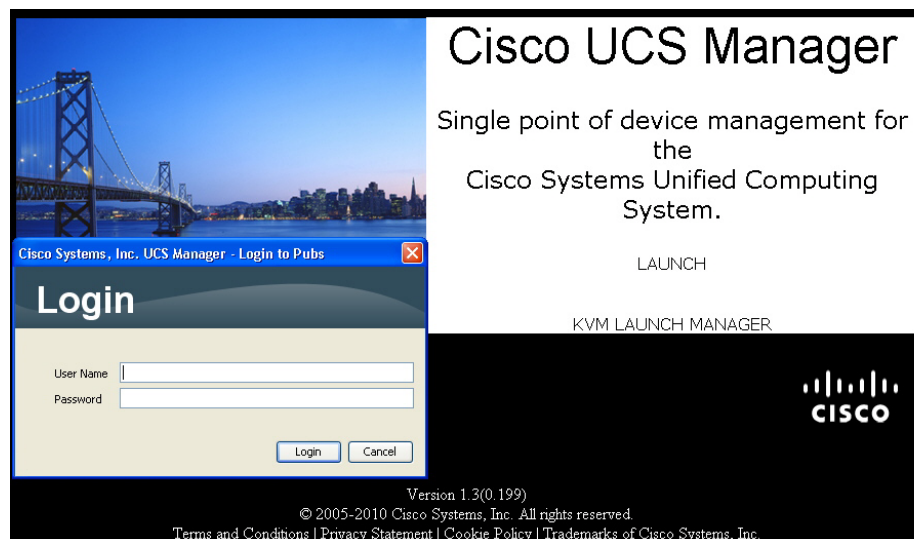 Cisco UCS Manager
Single point of device management for
the
Cisco Systems Unified Computing
System.
LAUNCH
KVM LAUNCH MANAGER
Cisco Systems, Inc. UCS Manager - Login to Pubs
Login
User Name
Password
Login
Cancel
CISCO
Version 1.3(0.199)
© 2005-2010 Cisco Systems, Inc. All rights reserved.
Terms and Conditions | Privacy Statement | Cookie Policy | Trademarks of Cisco Systems, Inc.